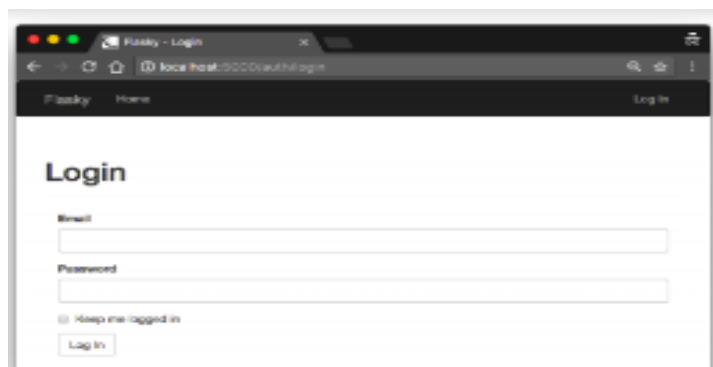 Flasky - Login
localhost:5000/auth/login
Flasky Home Log In
Login
Email
Password
Keep me logged in
Log In